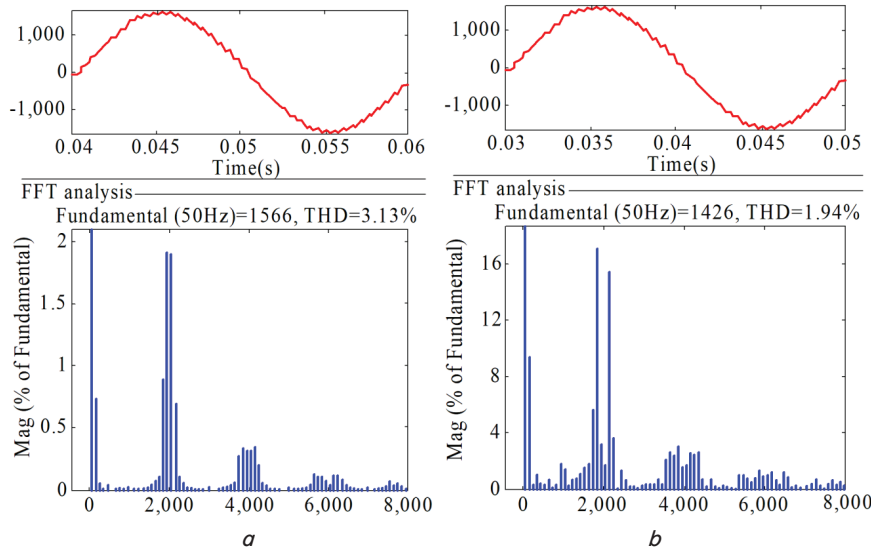 1,000
0
-1,000
0.04 0.045 0.05 0.055 0.06
Time(s)
FFT analysis
Fundamental (50Hz)=1566, THD=3.13%
Mag (% of Fundamental)
2
1.5
1
0.5
0
0 2,000 4,000 6,000 8,000
a
1,000
0
-1,000
0.03 0.035 0.04 0.045 0.05
Time(s)
FFT analysis
Fundamental (50Hz)=1426, THD=1.94%
Mag (% of Fundamental)
16
12
8
4
0
0 2,000 4,000 6,000 8,000
b